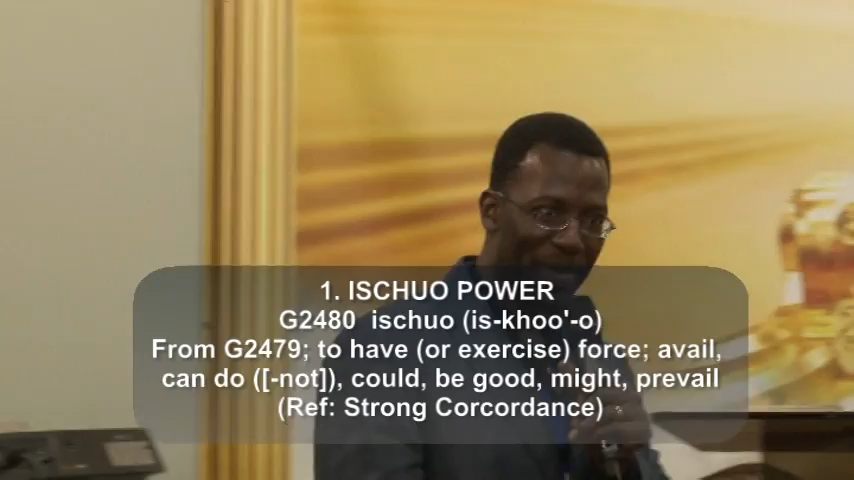 1. ISCHUO POWER
G2480 ischuo (is-khoo'-o)
From G2479; to have (or exercise) force; avail,
can do ([-not]), could, be good, might, prevail
(Ref: Strong Corcordance)